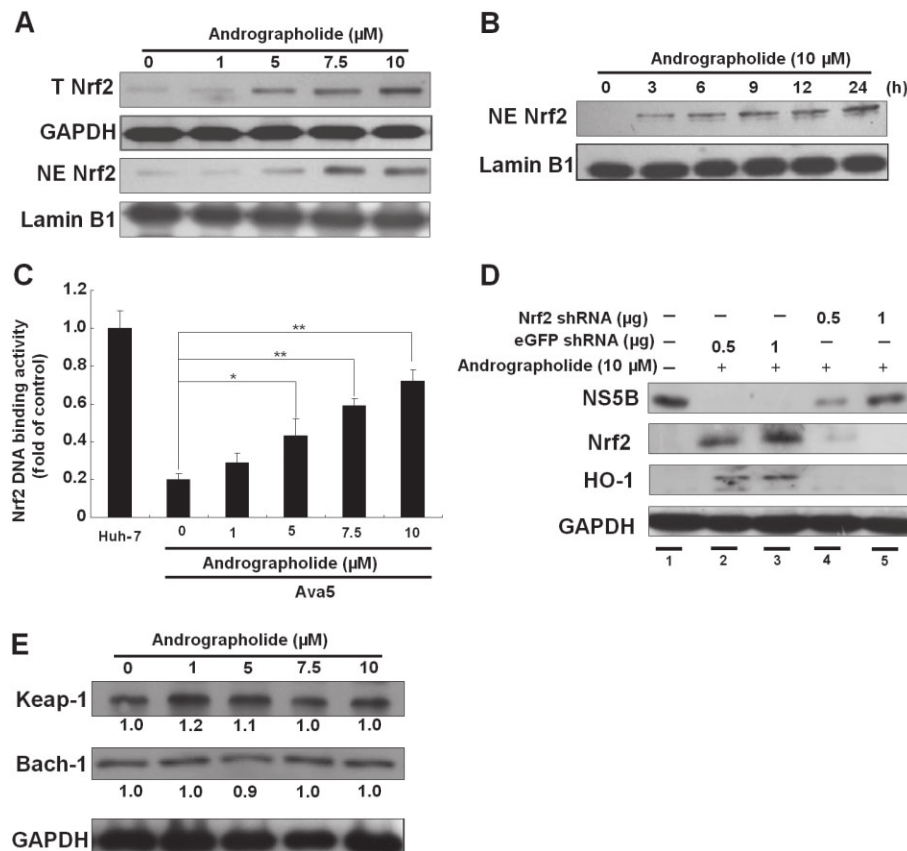 A
Andrographolide (µM)
0 1 5 7.5 10
T Nrf2
GAPDH
NE Nrf2
Lamin B1
B
Andrographolide (10 µM)
0 3 6 9 12 24 (h)
NE Nrf2
Lamin B1
C
Nrf2 DNA binding activity
(fold of control)
1.2
1.0
0.8
0.6
0.4
0.2
0
**
**
*
Huh-7 0 1 5 7.5 10
Andrographolide (µM)
Ava5
D
Nrf2 shRNA (µg) – – – 0.5 1
eGFP shRNA (µg) – 0.5 1 – –
Andrographolide (10 µM) – + + + +
NS5B
Nrf2
HO-1
GAPDH
1 2 3 4 5
E
Andrographolide (µM)
0 1 5 7.5 10
Keap-1
1.0 1.2 1.1 1.0 1.0
Bach-1
1.0 1.0 0.9 1.0 1.0
GAPDH